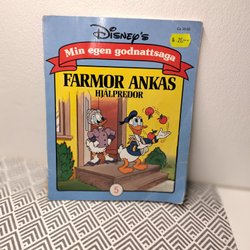 Disney's
Min egen godnattsaga
FARMOR ANKAS
HJÄLPREDOR
5